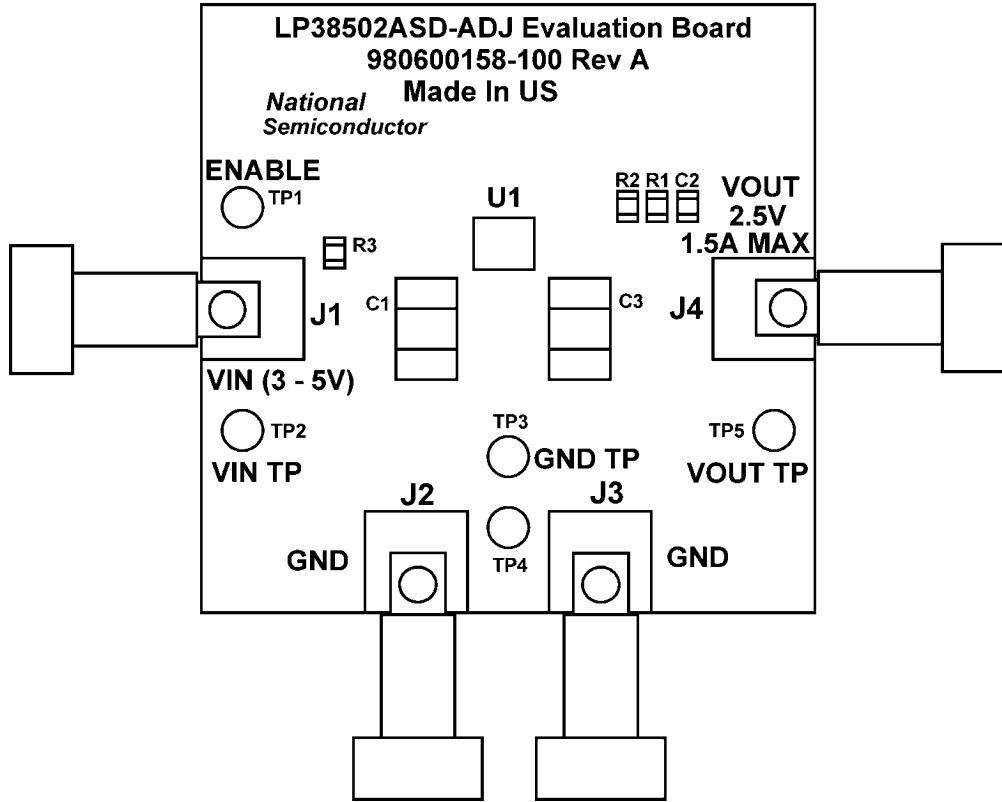 LP38502ASD-ADJ Evaluation Board
980600158-100 Rev A
Made In US
National
Semiconductor
ENABLE
TP1
U1
R2 R1 C2
VOUT
2.5V
1.5A MAX
R3
C1
C3
J1
J4
VIN (3 - 5V)
TP2
VIN TP
TP3
GND TP
TP5
VOUT TP
J2
J3
GND
TP4
GND